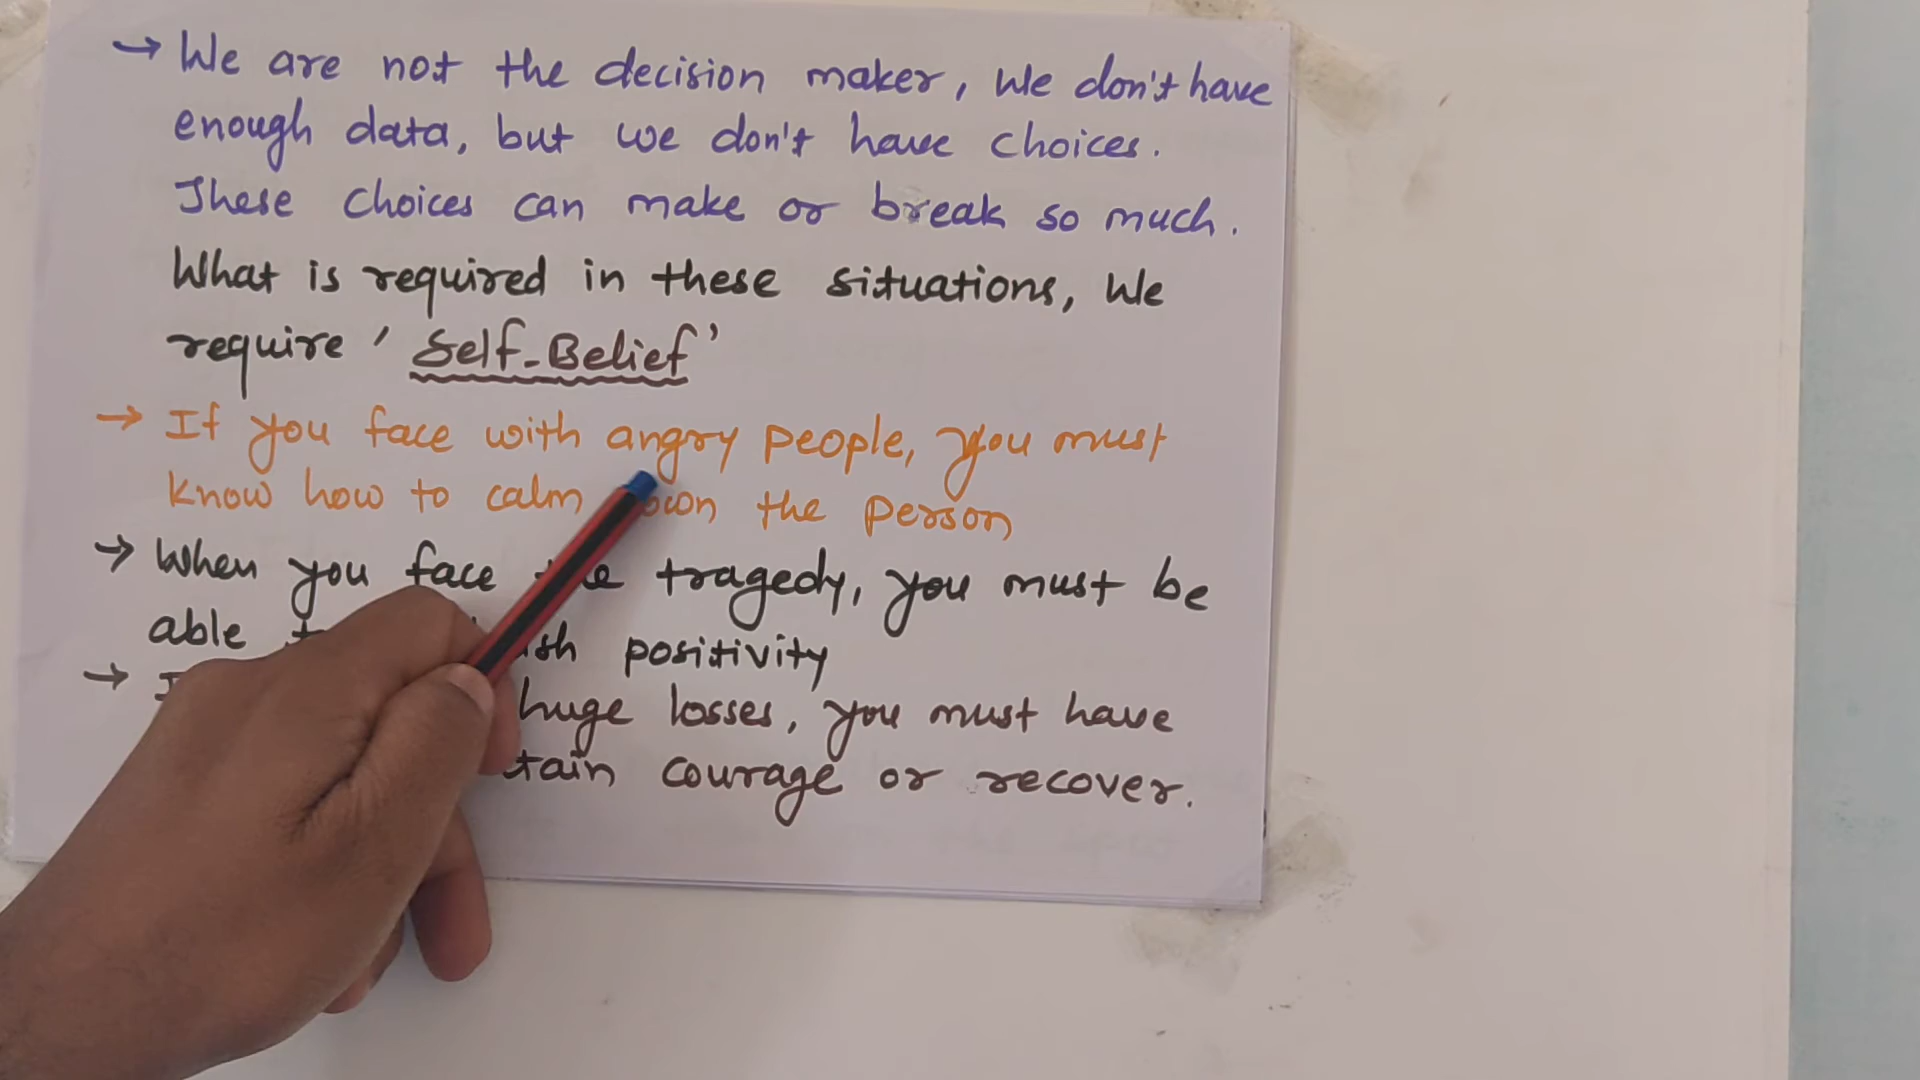 → We are not the decision maker, we don't have
enough data, but we don't have choices.
These choices can make or break so much.
What is required in these situations, we
require 'Self-Belief'
→ If you face with angry people, you must
know how to calm the person
→ When you face tragedy, you must be
able positivity
→ huge losses, you must have
courage or recover.